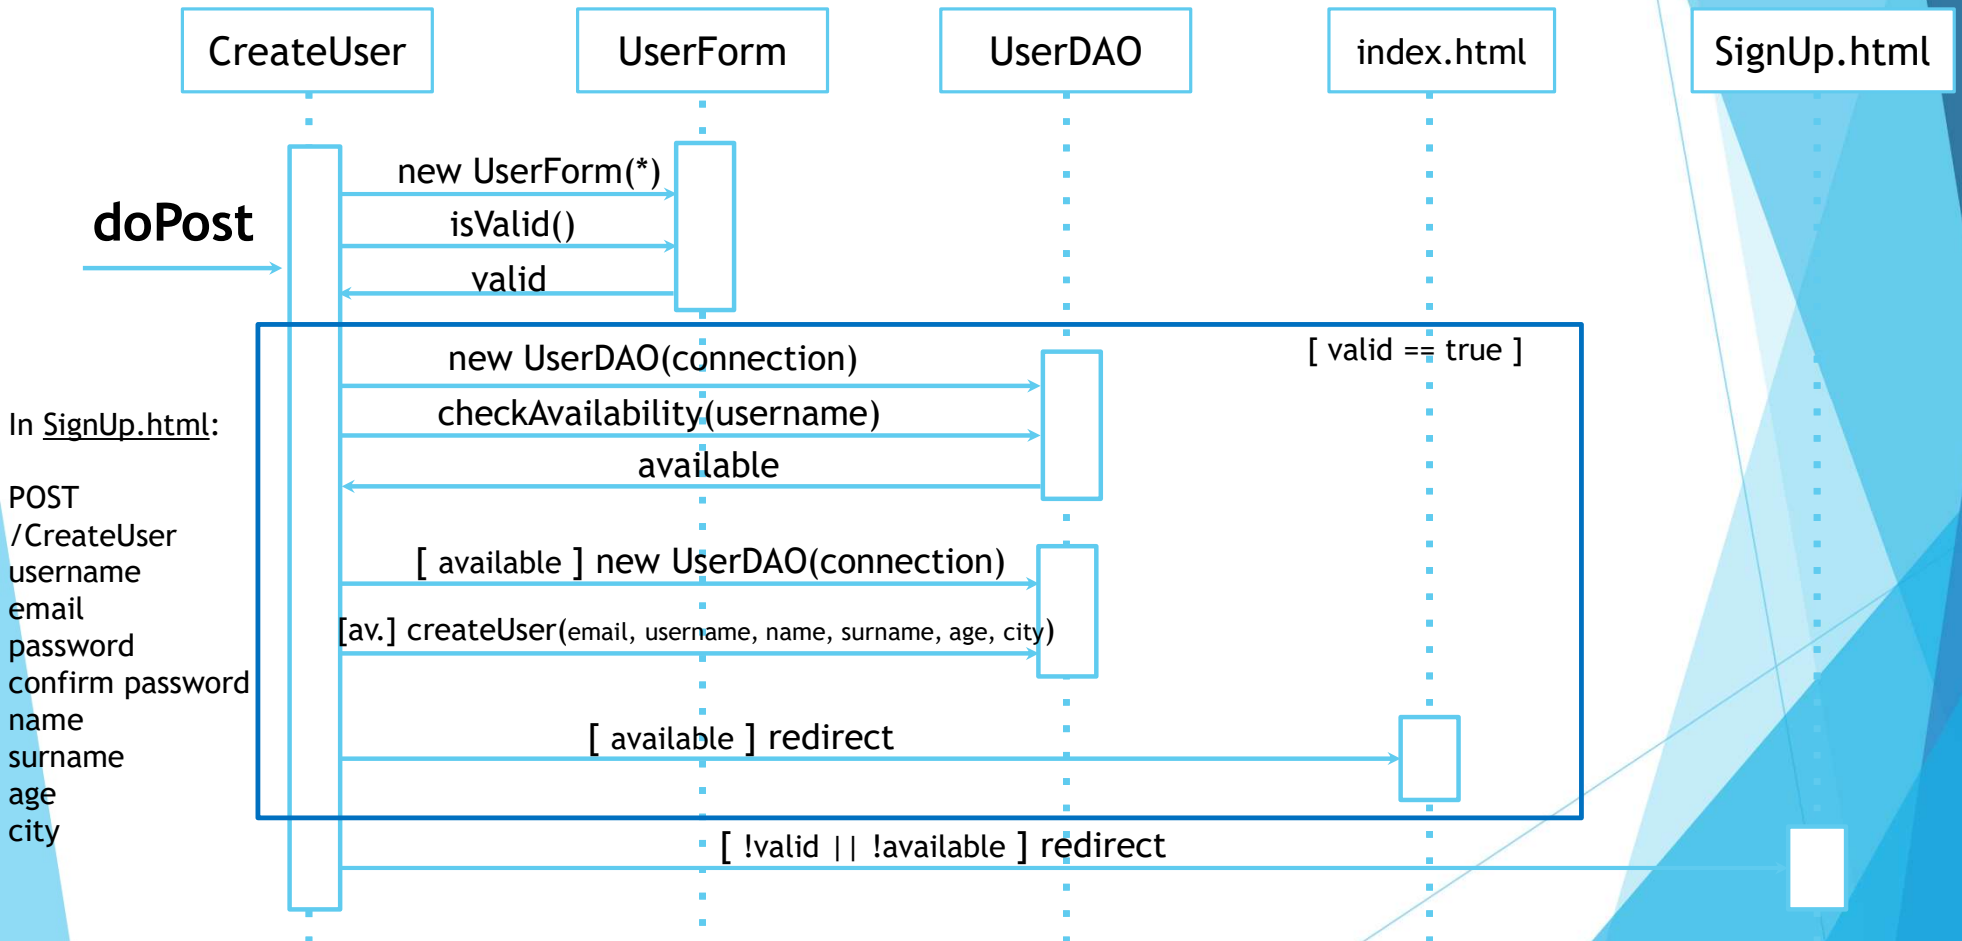 CreateUser
UserForm
UserDAO
index.html
SignUp.html
new UserForm(*)
doPost
isValid()
valid
[ valid == true ]
new UserDAO(connection)
checkAvailability(username)
available
In SignUp.html:
POST
/CreateUser
username
email
password
confirm password
name
surname
age
city
[ available ] new UserDAO(connection)
[av.] createUser(email, username, name, surname, age, city)
[ available ] redirect
[ !valid || !available ] redirect